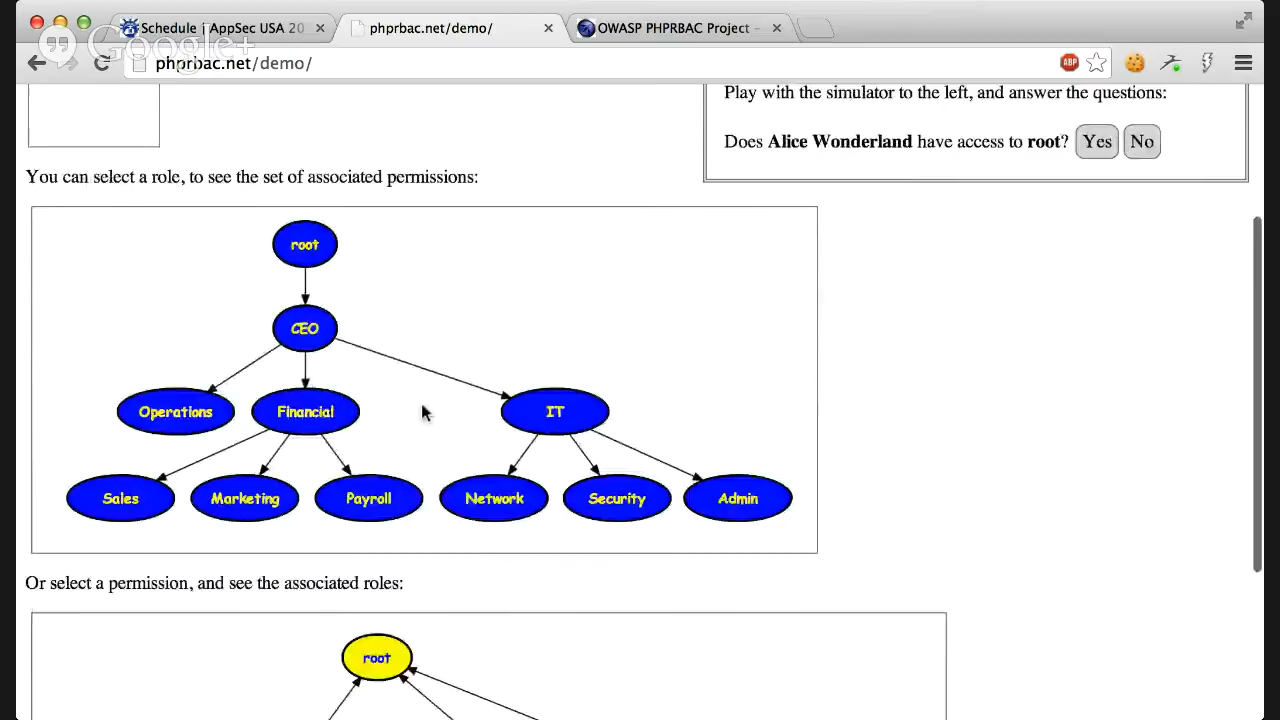 Schedule | AppSec USA 20
phprbac.net/demo/
OWASP PHPRBAC Project -
Google+
phprbac.net/demo/
ABP
Play with the simulator to the left, and answer the questions:
Does Alice Wonderland have access to root? Yes No
You can select a role, to see the set of associated permissions:
root
CEO
Operations
Financial
IT
Sales
Marketing
Payroll
Network
Security
Admin
Or select a permission, and see the associated roles:
root